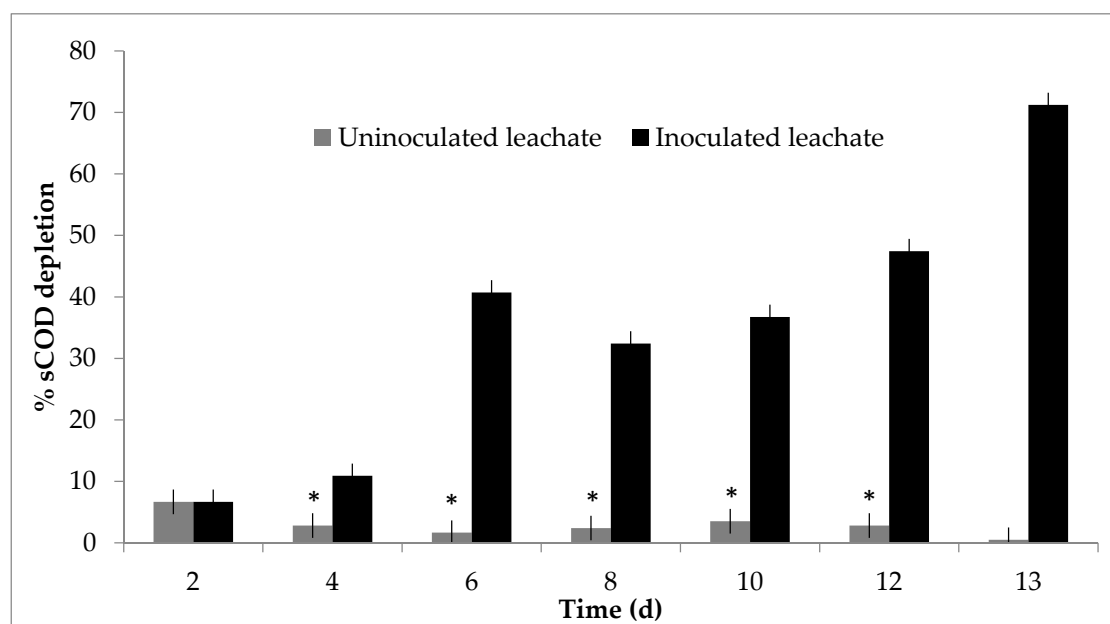 80
70
60
50
40
30
20
10
0
% sCOD depletion
Uninoculated leachate Inoculated leachate
* * * * *
2 4 6 8 10 12 13
Time (d)